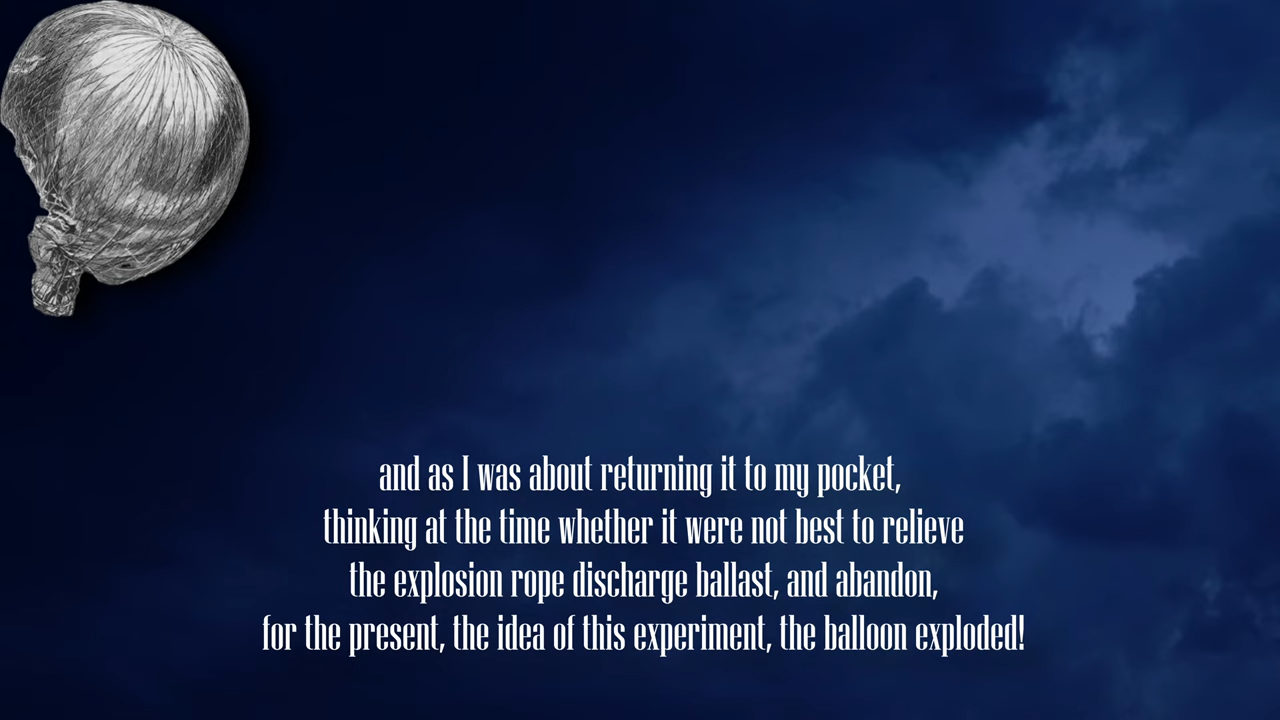 and as I was about returning it to my pocket,
thinking at the time whether it were not best to relieve
the explosion rope discharge ballast, and abandon,
for the present, the idea of this experiment, the balloon exploded!